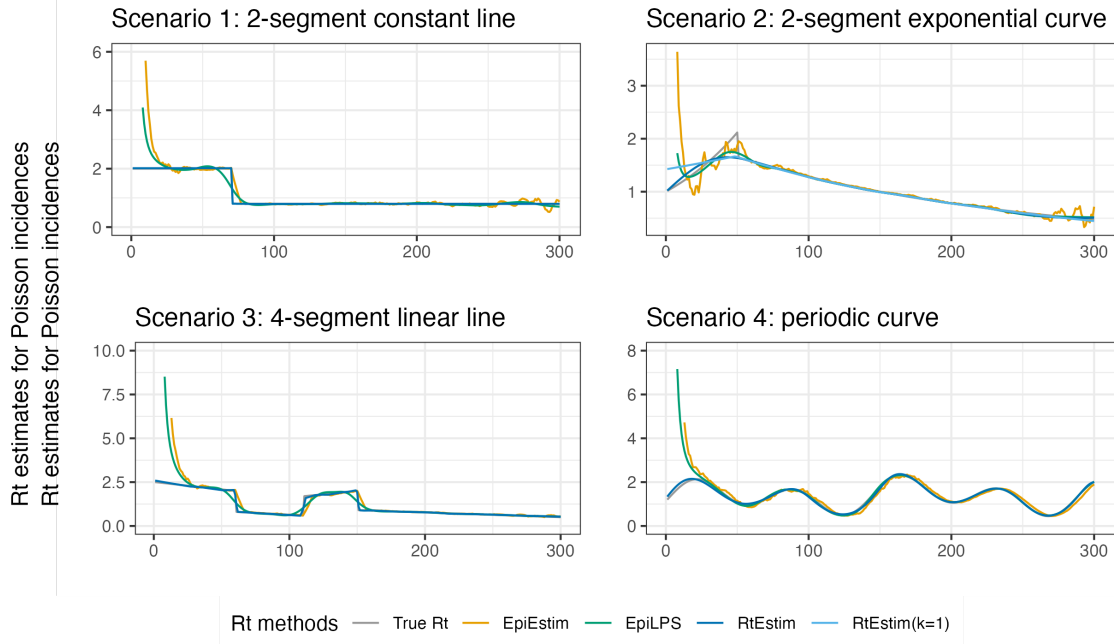 Rt estimates for Poisson incidences
Rt estimates for Poisson incidences
Scenario 1: 2-segment constant line
6
4
2
0
0 100 200 300
Scenario 2: 2-segment exponential curve
3
2
1
0 100 200 300
Scenario 3: 4-segment linear line
10.0
7.5
5.0
2.5
0.0
0 100 200 300
Scenario 4: periodic curve
8
6
4
2
0
0 100 200 300
Rt methods True Rt EpiEstim EpiLPS RtEstim RtEstim(k=1)